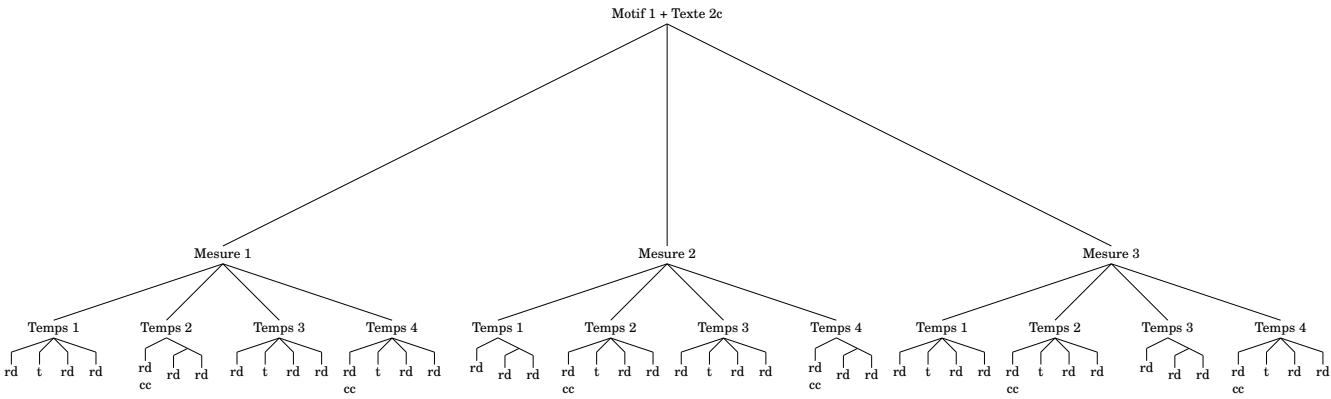 Motif 1 + Texte 2c
Mesure 1 Mesure 2 Mesure 3
Temps 1 Temps 2 Temps 3 Temps 4 Temps 1 Temps 2 Temps 3 Temps 4 Temps 1 Temps 2 Temps 3 Temps 4
rd t rd rd rd rd rd rd t rd rd rd t rd rd rd rd rd rd t rd rd rd t rd rd rd rd rd rd t rd rd rd t rd rd rd rd rd rd t rd rd
cc cc cc cc cc cc